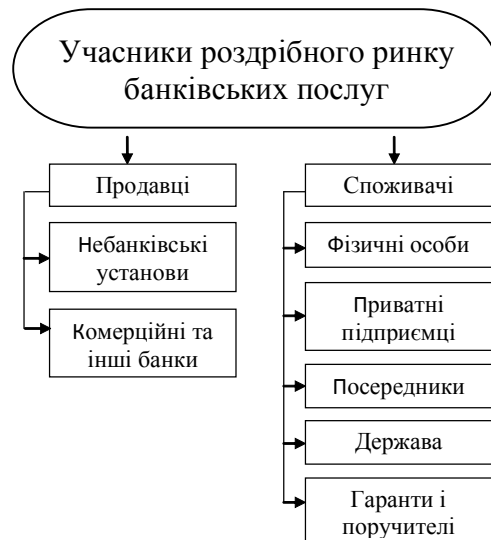 Учасники роздрібного ринку
банківських послуг
Продавці
Небанківські
установи
Комерційні та
інші банки
Споживачі
Фізичні особи
Приватні
підприємці
Посередники
Держава
Гаранти і
поручителі